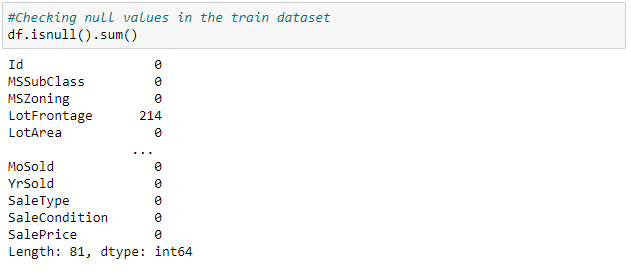 #Checking null values in the train dataset
df.isnull().sum()
Id 0
MSSubClass 0
MSZoning 0
LotFrontage 214
LotArea 0
...
MoSold 0
YrSold 0
SaleType 0
SaleCondition 0
SalePrice 0
Length: 81, dtype: int64